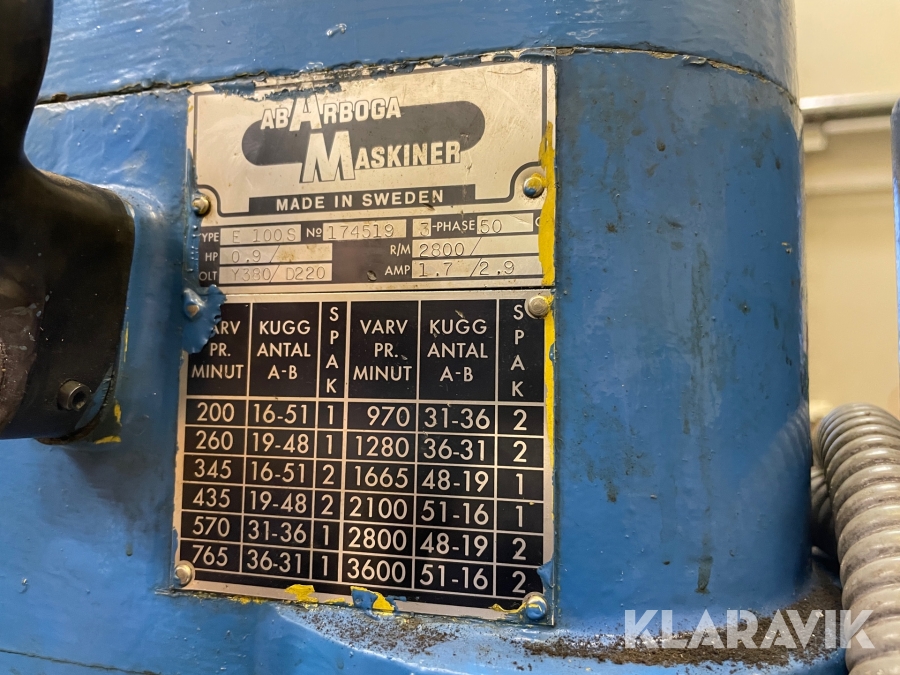 AB ARBOGA
MASKINER
MADE IN SWEDEN
TYPE E 100S No 174519 3-PHASE 50
HP 0.9/ R/M 2800/
VOLT Y380/D220 AMP 1.7/2.9
VARV PR. MINUT KUGG ANTAL A-B SPAK VARV PR. MINUT KUGG ANTAL A-B SPAK
200 16-51 1 970 31-36 2
260 19-48 1 1280 36-31 2
345 16-51 2 1665 48-19 1
435 19-48 2 2100 51-16 1
570 31-36 1 2800 48-19 2
765 36-31 1 3600 51-16 2
KLARAVIK